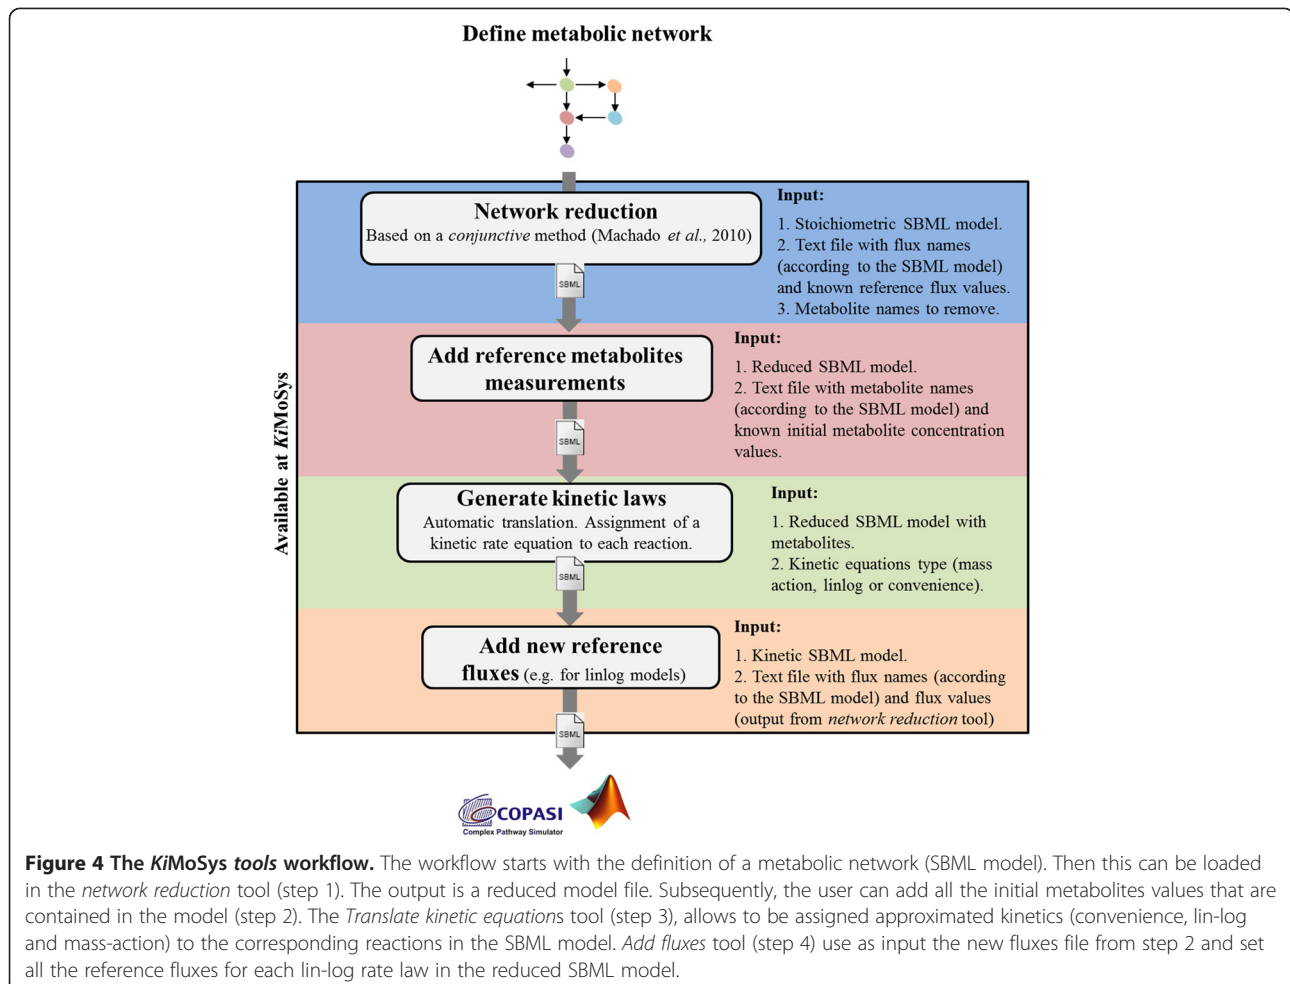 Define metabolic network
Network reduction
Based on a conjunctive method (Machado et al., 2010)
Input:
1. Stoichiometric SBML model.
2. Text file with flux names
(according to the SBML model)
and known reference flux values.
3. Metabolite names to remove.
SBML
Add reference metabolites
measurements
Input:
1. Reduced SBML model.
2. Text file with metabolite names
(according to the SBML model) and
known initial metabolite concentration
values.
SBML
Available at KiMoSys
Generate kinetic laws
Automatic translation. Assignment of a
kinetic rate equation to each reaction.
Input:
1. Reduced SBML model with
metabolites.
2. Kinetic equations type (mass
action, linlog or convenience).
SBML
Add new reference
fluxes (e.g. for linlog models)
Input:
1. Kinetic SBML model.
2. Text file with flux names (according
to the SBML model) and flux values
(output from network reduction tool)
SBML
COPASI
Complex Pathway Simulator
Figure 4 The KiMoSys tools workflow. The workflow starts with the definition of a metabolic network (SBML model). Then this can be loaded
in the network reduction tool (step 1). The output is a reduced model file. Subsequently, the user can add all the initial metabolites values that are
contained in the model (step 2). The Translate kinetic equations tool (step 3), allows to be assigned approximated kinetics (convenience, lin-log
and mass-action) to the corresponding reactions in the SBML model. Add fluxes tool (step 4) use as input the new fluxes file from step 2 and set
all the reference fluxes for each lin-log rate law in the reduced SBML model.